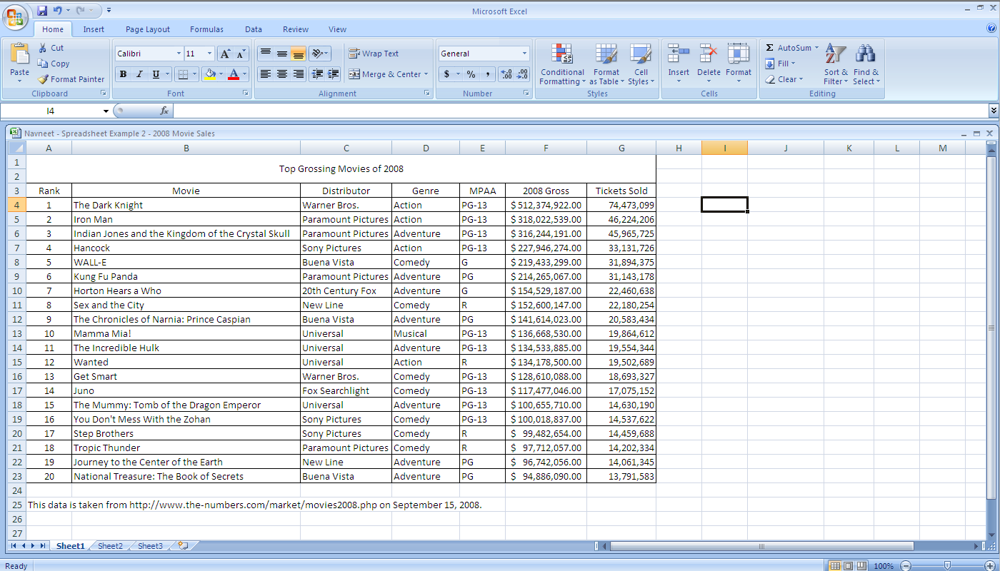 Microsoft Excel
Home Insert Page Layout Formulas Data Review View
Cut
Copy
Format Painter
Paste
Clipboard
Calibri 11
B I U
Font
Wrap Text
Merge & Center
Alignment
General
$ % ,
Number
Conditional Formatting
Format as Table
Cell Styles
Styles
Insert Delete Format
Cells
Σ AutoSum
Fill
Clear
Sort & Filter
Find & Select
Editing
I4 fx
Navneet - Spreadsheet Example 2 - 2008 Movie Sales
A B C D E F G H I J K L M
1
2 Top Grossing Movies of 2008
3 Rank Movie Distributor Genre MPAA 2008 Gross Tickets Sold
4 1 The Dark Knight Warner Bros. Action PG-13 $ 512,374,922.00 74,473,099
5 2 Iron Man Paramount Pictures Action PG-13 $ 318,022,539.00 46,224,206
6 3 Indian Jones and the Kingdom of the Crystal Skull Paramount Pictures Adventure PG-13 $ 316,244,191.00 45,965,725
7 4 Hancock Sony Pictures Action PG-13 $ 227,946,274.00 33,131,726
8 5 WALL-E Buena Vista Comedy G $ 219,433,299.00 31,894,375
9 6 Kung Fu Panda Paramount Pictures Adventure PG $ 214,265,067.00 31,143,178
10 7 Horton Hears a Who 20th Century Fox Adventure G $ 154,529,187.00 22,460,638
11 8 Sex and the City New Line Comedy R $ 152,600,147.00 22,180,254
12 9 The Chronicles of Narnia: Prince Caspian Buena Vista Adventure PG $ 141,614,023.00 20,583,434
13 10 Mamma Mia! Universal Musical PG-13 $ 136,668,530.00 19,864,612
14 11 The Incredible Hulk Universal Adventure PG-13 $ 134,533,885.00 19,554,344
15 12 Wanted Universal Action R $ 134,178,500.00 19,502,689
16 13 Get Smart Warner Bros. Comedy PG-13 $ 128,610,088.00 18,693,327
17 14 Juno Fox Searchlight Comedy PG-13 $ 117,477,046.00 17,075,152
18 15 The Mummy: Tomb of the Dragon Emperor Universal Adventure PG-13 $ 100,655,710.00 14,630,190
19 16 You Don't Mess With the Zohan Sony Pictures Comedy PG-13 $ 100,018,837.00 14,537,622
20 17 Step Brothers Sony Pictures Comedy R $ 99,482,654.00 14,459,688
21 18 Tropic Thunder Paramount Pictures Comedy R $ 97,712,057.00 14,202,334
22 19 Journey to the Center of the Earth New Line Adventure PG $ 96,742,056.00 14,061,345
23 20 National Treasure: The Book of Secrets Buena Vista Adventure PG $ 94,886,090.00 13,791,583
24
25 This data is taken from http://www.the-numbers.com/market/movies2008.php on September 15, 2008.
26
27
Sheet1 Sheet2 Sheet3
Ready 100%